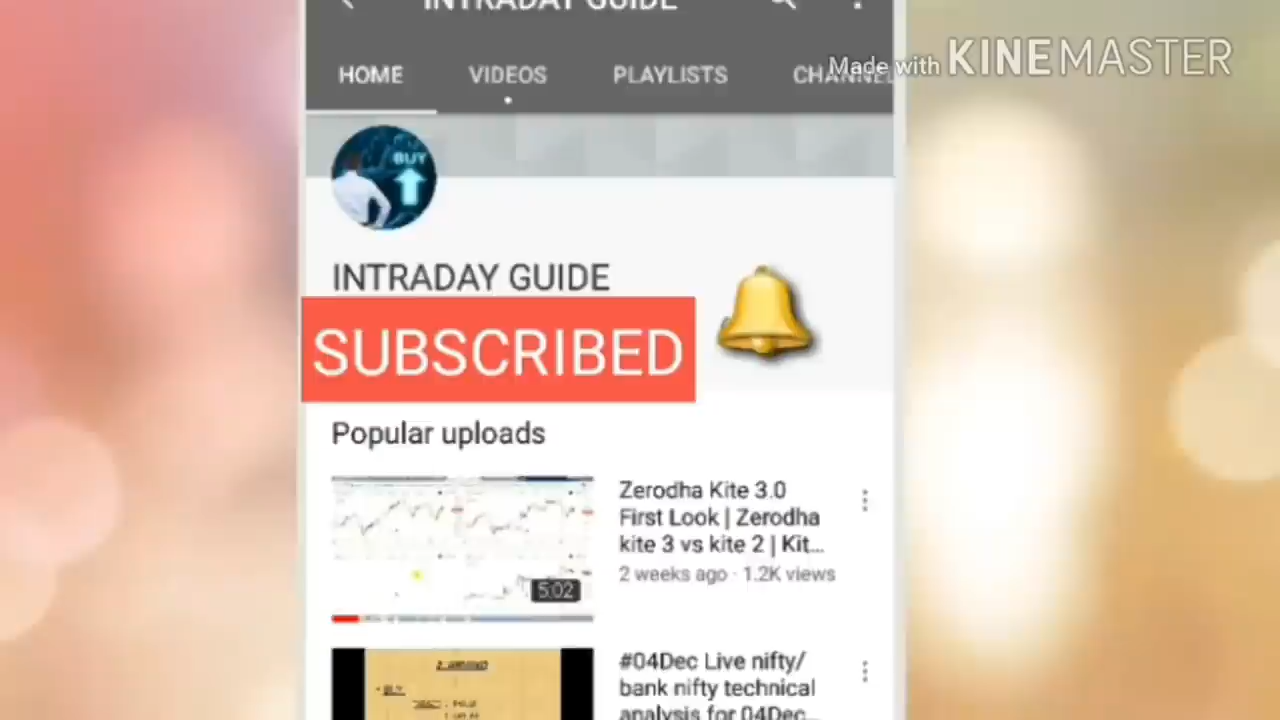 INTRADAY GUIDE
HOME VIDEOS PLAYLISTS CHANNEL
Made with KINEMASTER
BUY
INTRADAY GUIDE
SUBSCRIBED
Popular uploads
Zerodha Kite 3.0
First Look | Zerodha
kite 3 vs kite 2 | Kit...
2 weeks ago · 1.2K views
5:02
#04Dec Live nifty/
bank nifty technical
analysis for 04Dec...
BUY